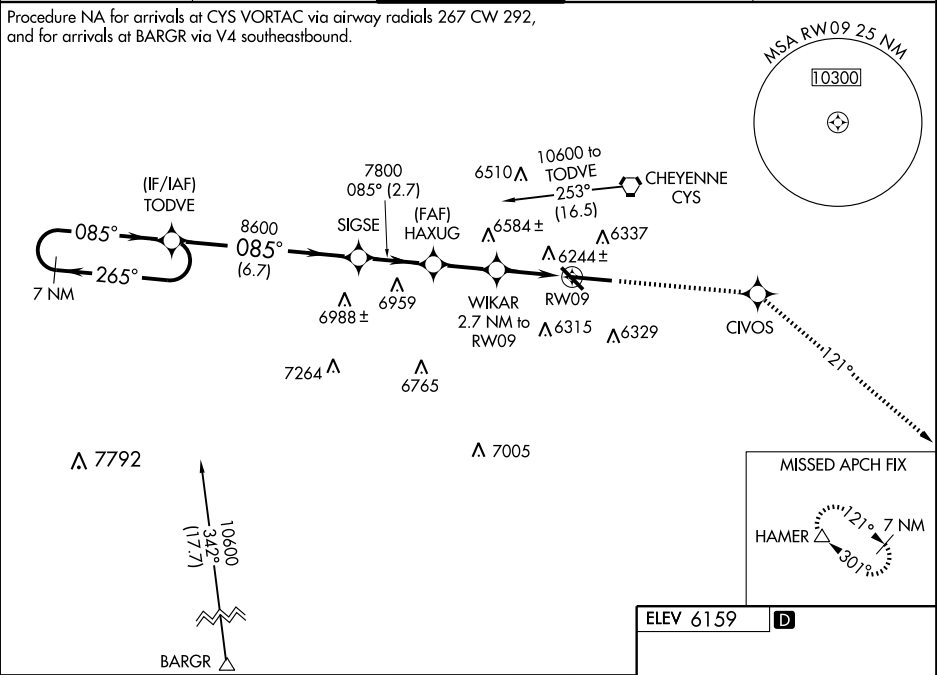 Procedure NA for arrivals at CYS VORTAC via airway radials 267 CW 292,
and for arrivals at BARGR via V4 southeastbound.
MSA RW09 25 NM
10300
(IF/IAF)
TODVE
085°
265°
7 NM
8600
085°
(6.7)
SIGSE
7800
085° (2.7)
(FAF)
HAXUG
6510
10600 to
TODVE
253°
(16.5)
CHEYENNE
CYS
6584 ±
6337
6244 ±
WIKAR
2.7 NM to
RW09
RW09
6988 ±
6959
6315
6329
CIVOS
121°
7264
6765
7792
7005
10600
342°
(17.7)
BARGR
MISSED APCH FIX
HAMER
121°
301°
7 NM
ELEV 6159
D